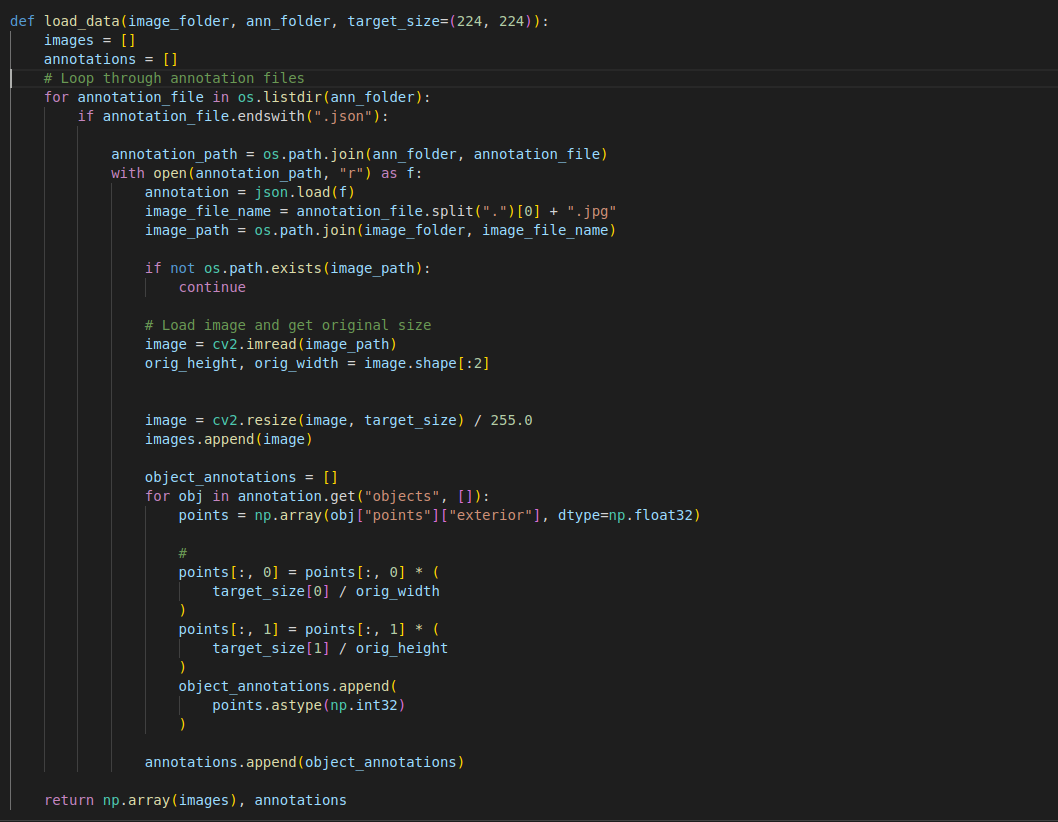 def load_data(image_folder, ann_folder, target_size=(224, 224)):
    images = []
    annotations = []
    # Loop through annotation files
    for annotation_file in os.listdir(ann_folder):
        if annotation_file.endswith(".json"):
            annotation_path = os.path.join(ann_folder, annotation_file)
            with open(annotation_path, "r") as f:
                annotation = json.load(f)
                image_file_name = annotation_file.split(".")[0] + ".jpg"
                image_path = os.path.join(image_folder, image_file_name)
                if not os.path.exists(image_path):
                    continue
                # Load image and get original size
                image = cv2.imread(image_path)
                orig_height, orig_width = image.shape[:2]
                image = cv2.resize(image, target_size) / 255.0
                images.append(image)
                object_annotations = []
                for obj in annotation.get("objects", []):
                    points = np.array(obj["points"]["exterior"], dtype=np.float32)
                    #
                    points[:, 0] = points[:, 0] * (
                        target_size[0] / orig_width
                    )
                    points[:, 1] = points[:, 1] * (
                        target_size[1] / orig_height
                    )
                    object_annotations.append(
                        points.astype(np.int32)
                    )
                annotations.append(object_annotations)
    return np.array(images), annotations